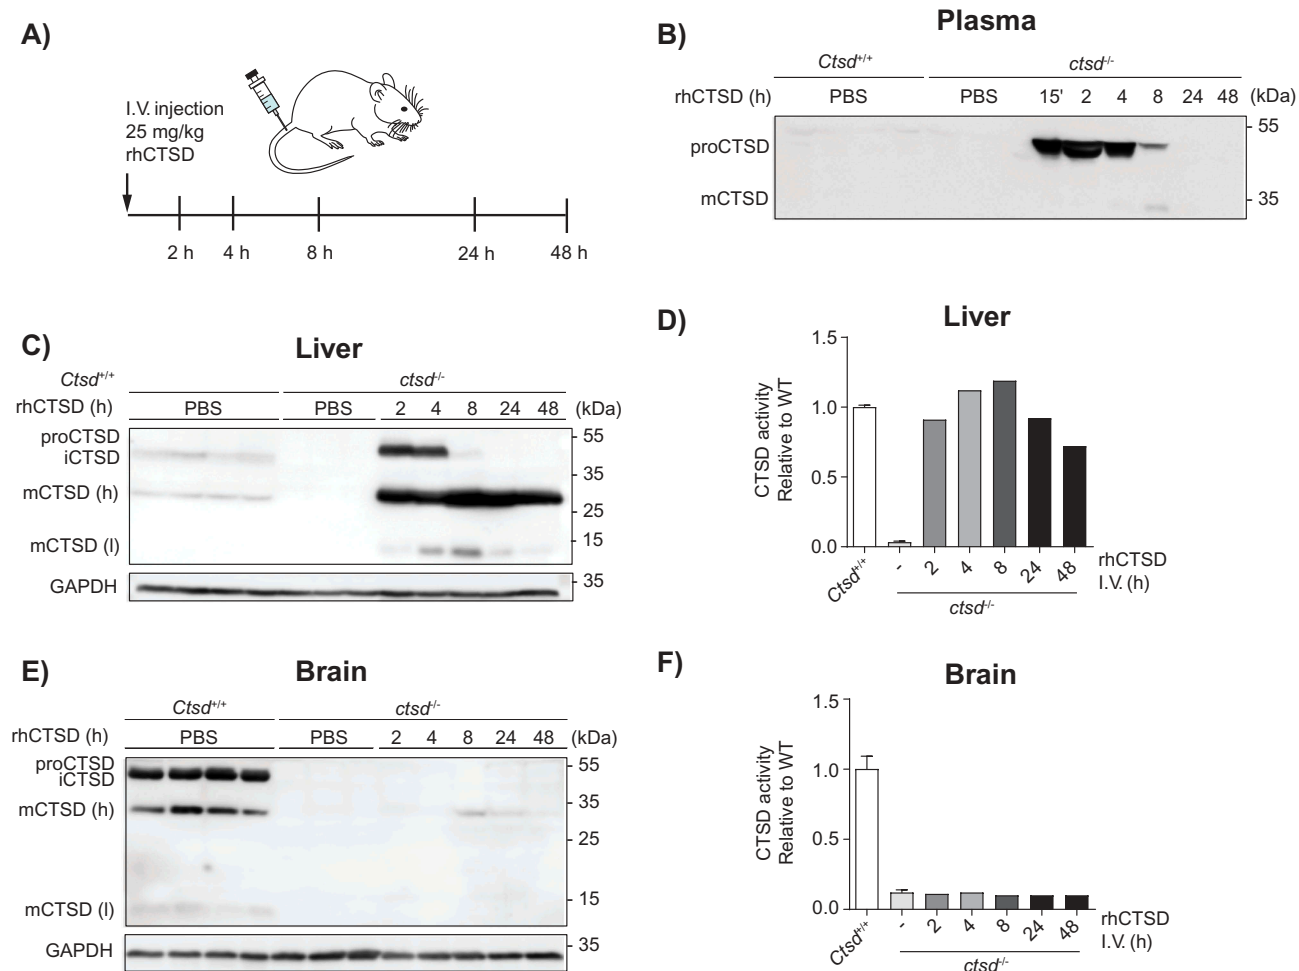 A)
I.V. injection
25 mg/kg
rhCTSD
2 h 4 h 8 h 24 h 48 h
B)
Plasma
Ctsd+/+ ctsd-/-
rhCTSD (h) PBS PBS 15' 2 4 8 24 48 (kDa)
proCTSD
mCTSD
55
35
C)
Liver
Ctsd+/+ ctsd-/-
rhCTSD (h) PBS PBS 2 4 8 24 48 (kDa)
proCTSD
iCTSD
mCTSD (h)
mCTSD (l)
GAPDH
55
35
25
15
35
D)
Liver
CTSD activity
Relative to WT
1.5
1.0
0.5
0.0
Ctsd+/+ - 2 4 8 24 48
rhCTSD
I.V. (h)
ctsd-/-
E)
Brain
Ctsd+/+ ctsd-/-
rhCTSD (h) PBS PBS 2 4 8 24 48 (kDa)
proCTSD
iCTSD
mCTSD (h)
mCTSD (l)
GAPDH
55
35
25
15
35
F)
Brain
CTSD activity
Relative to WT
1.5
1.0
0.5
0.0
Ctsd+/+ - 2 4 8 24 48
rhCTSD
I.V. (h)
ctsd-/-